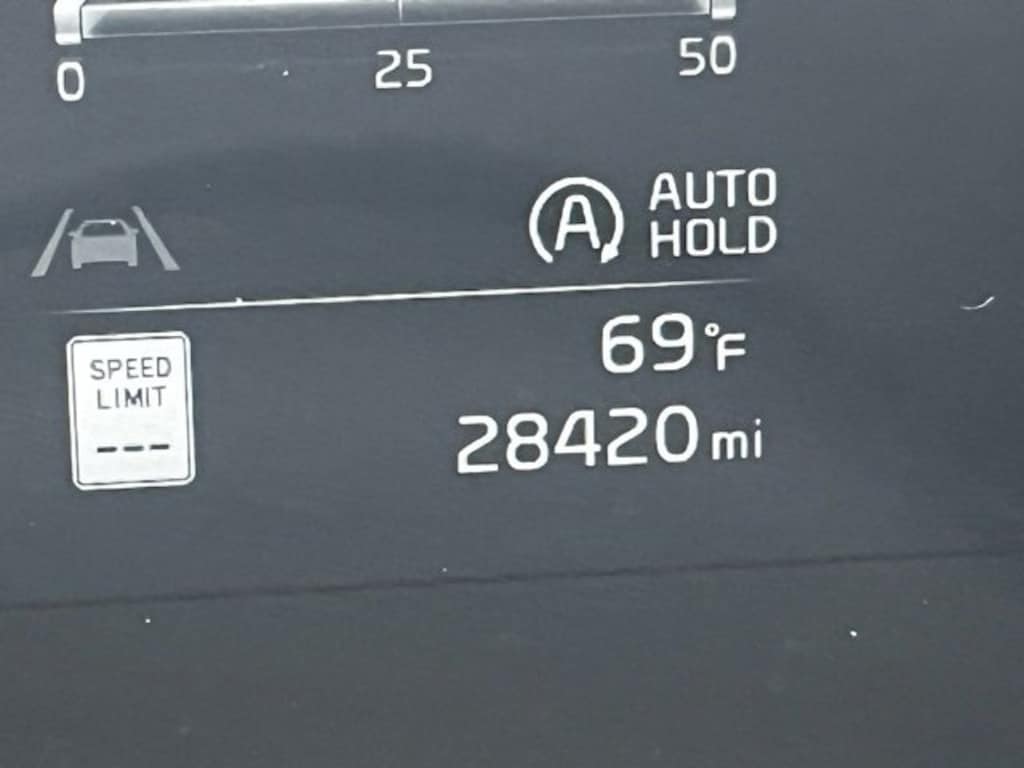 0 25 50
A AUTO
HOLD
69°F
SPEED
LIMIT
---
28420 mi